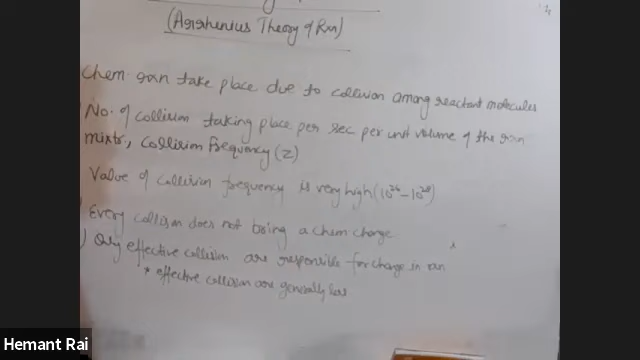 (Arrhenius Theory of Rxn)
Chem. rxn take place due to collision among reactant molecules
No. of collision taking place per sec per unit volume of the rxn
mixtr., Collision frequency (Z)
Value of collision frequency is very high (10²⁶ – 10²⁸)
Every collision does not bring a chem change
) Only effective collision are responsible for change in rxn
* effective collision are generally less
Hemant Rai